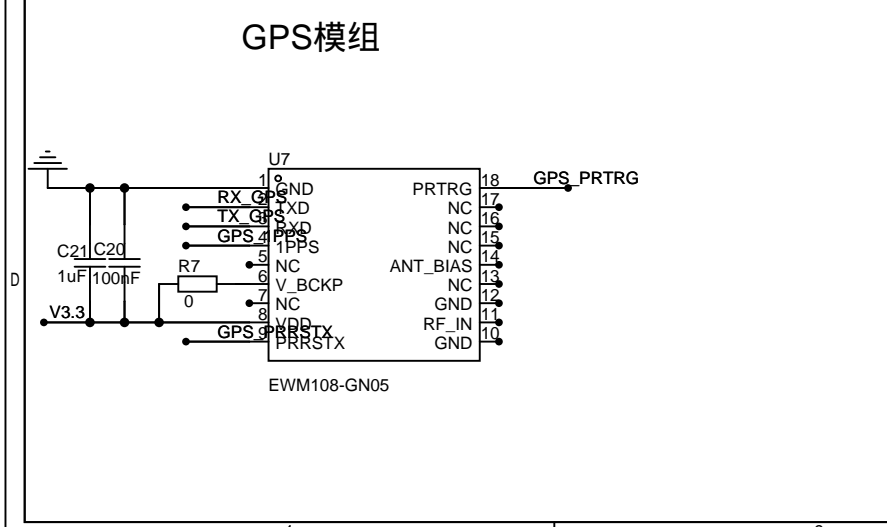 GPS模组
U7
1 GND
RX_GPS 2 TXD
TX_GPS 3 RXD
GPS_1PPS 4 1PPS
5 NC
6 V_BCKP
7 NC
8 VDD
GPS_PRRSTX 9 PRRSTX
PRTRG 18 GPS_PRTRG
NC 17
NC 16
NC 15
ANT_BIAS 14
NC 13
GND 12
RF_IN 11
GND 10
C21
1uF
C20
100nF
R7
0
V3.3
D
EWM108-GN05